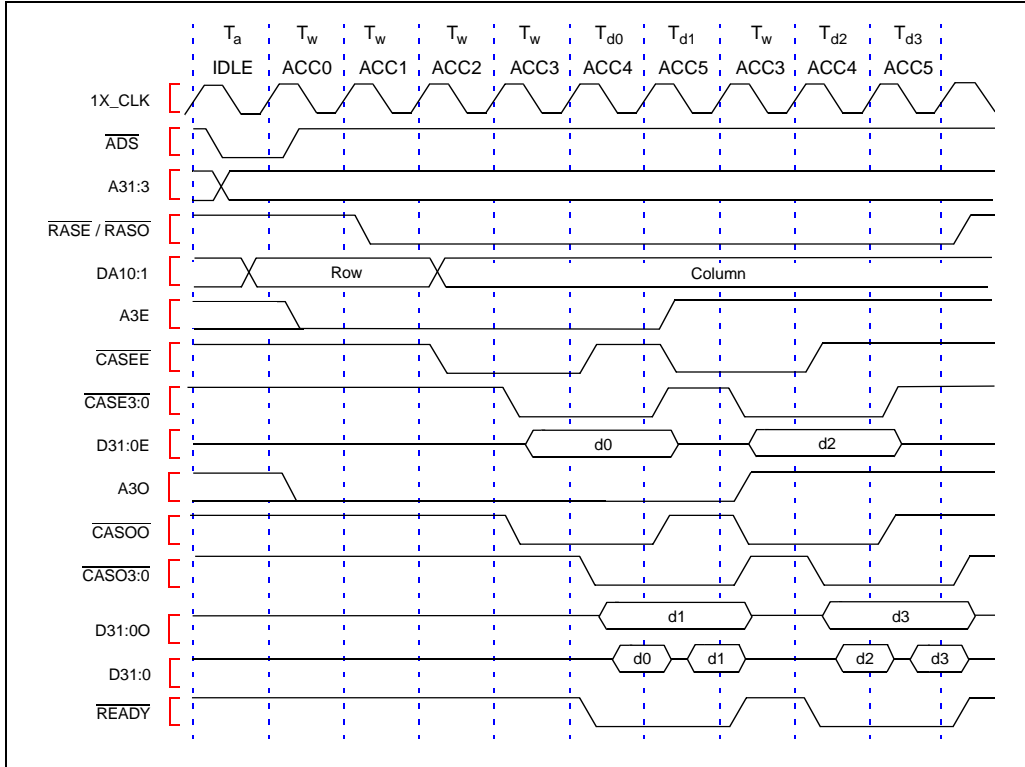 Ta Tw Tw Tw Tw Td0 Td1 Tw Td2 Td3
IDLE ACC0 ACC1 ACC2 ACC3 ACC4 ACC5 ACC3 ACC4 ACC5
1X_CLK
ADS
A31:3
RASE / RASO
DA10:1 Row Column
A3E
CASEE
CASE3:0
D31:0E d0 d2
A3O
CASOO
CASO3:0
D31:0O d1 d3
D31:0 d0 d1 d2 d3
READY